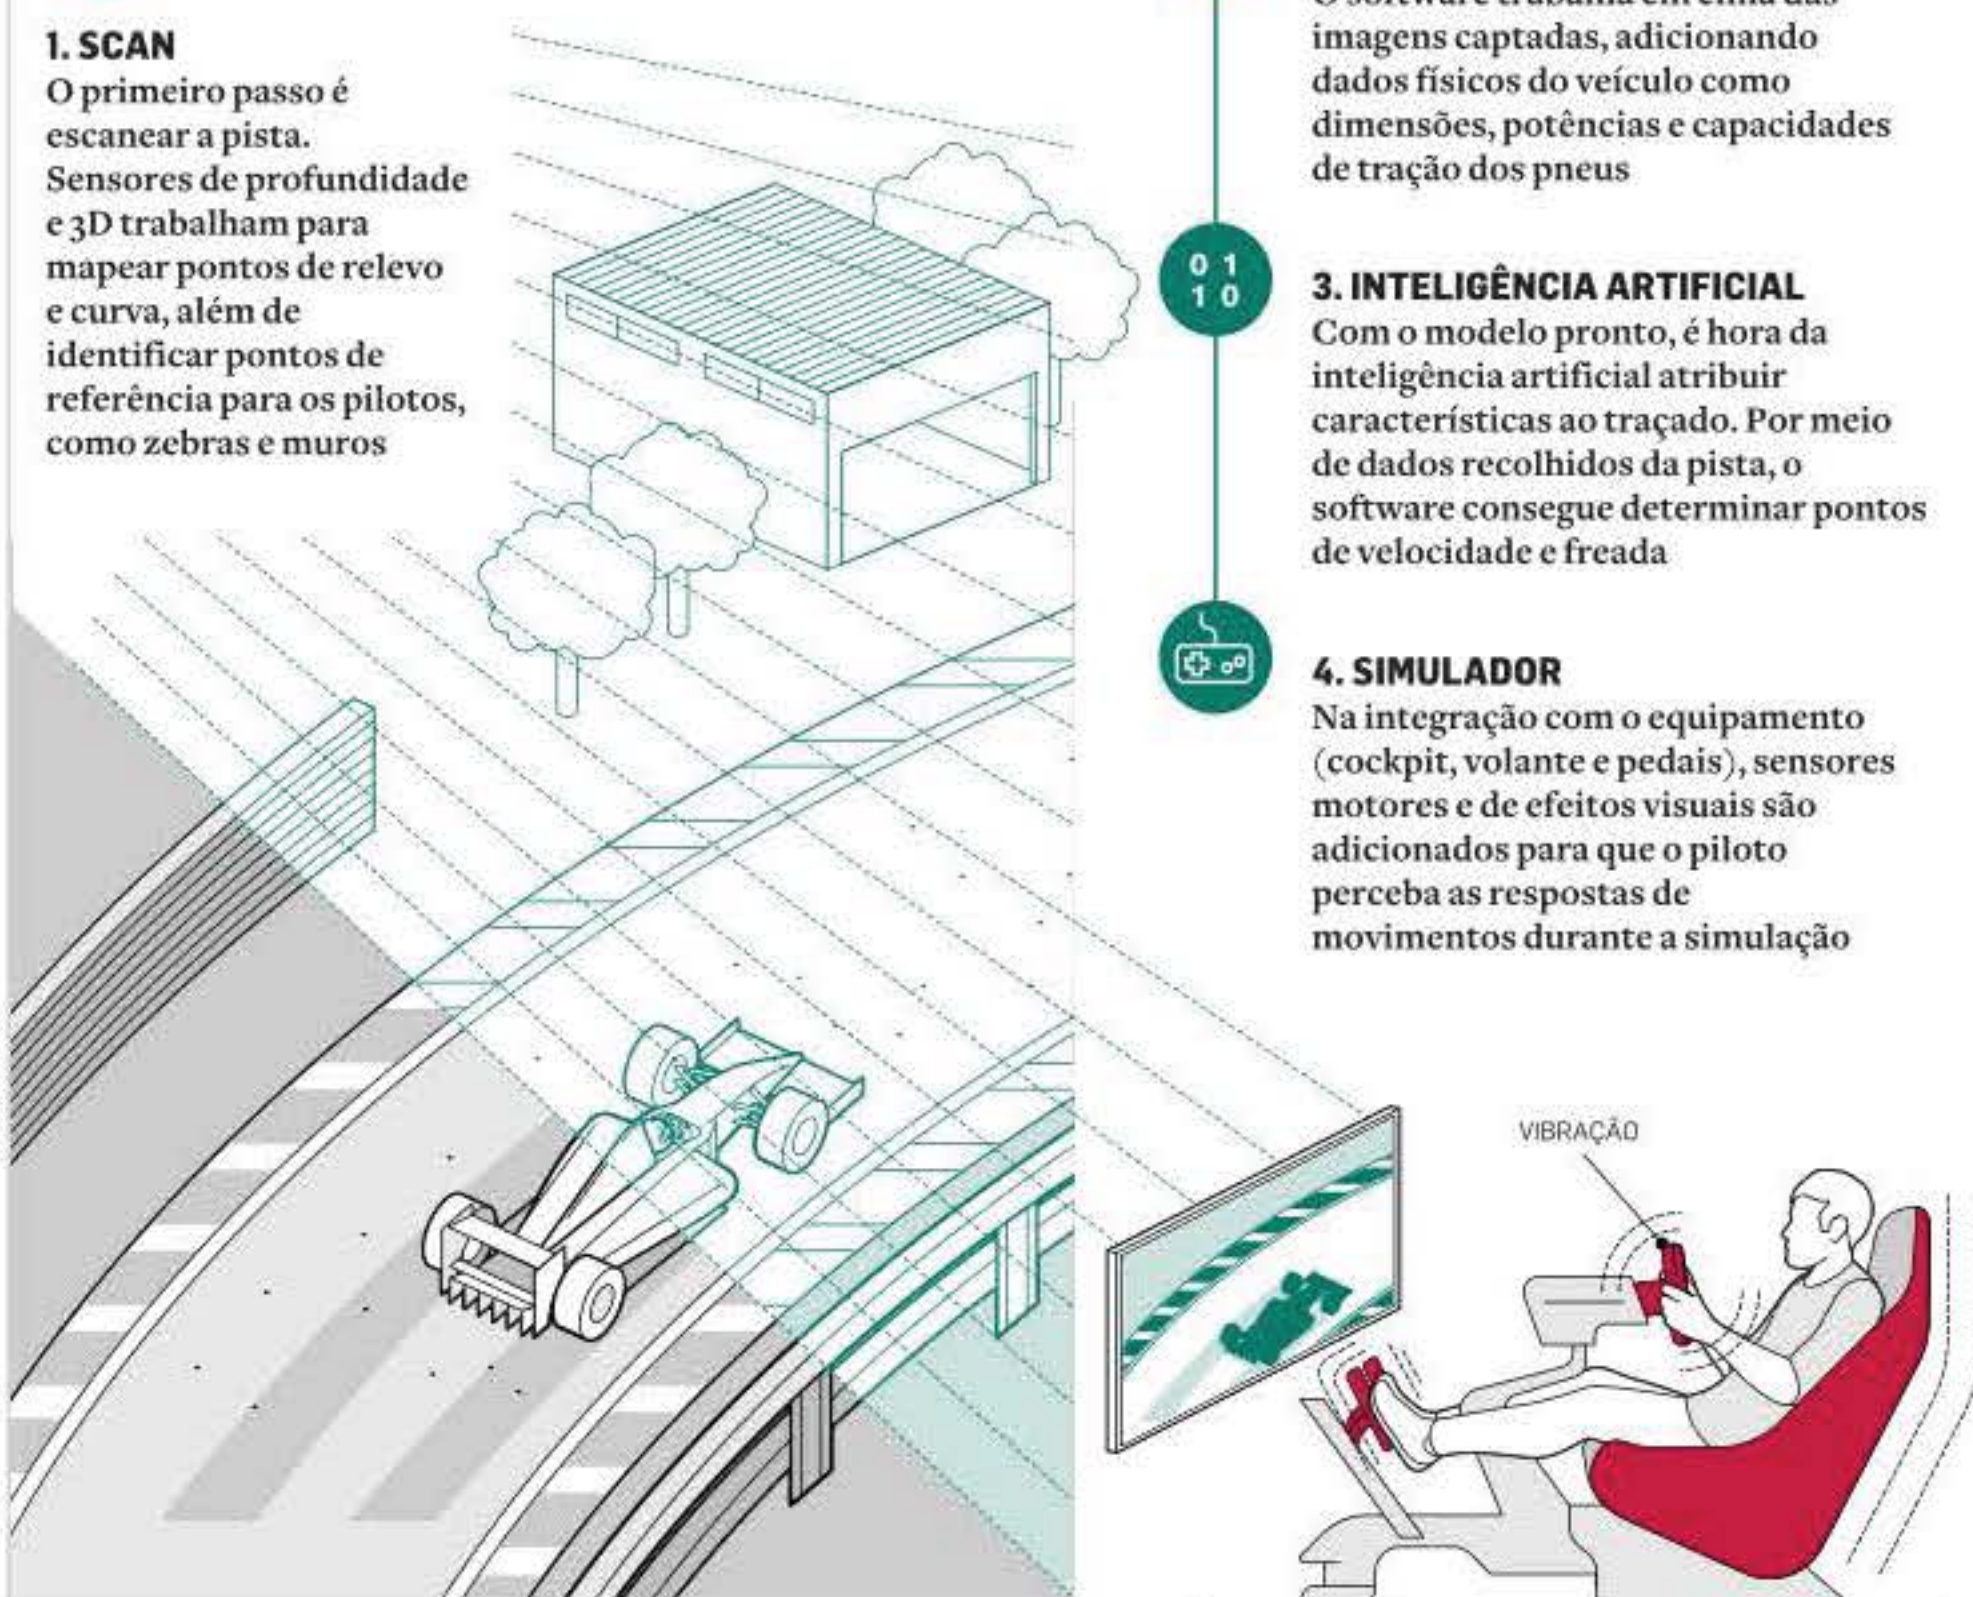 1. SCAN
O primeiro passo é
escanear a pista.
Sensores de profundidade
e 3D trabalham para
mapear pontos de relevo
e curva, além de
identificar pontos de
referência para os pilotos,
como zebras e muros
O software trabalha em cima das
imagens captadas, adicionando
dados físicos do veículo como
dimensões, potências e capacidades
de tração dos pneus
0 1
1 0
3. INTELIGÊNCIA ARTIFICIAL
Com o modelo pronto, é hora da
inteligência artificial atribuir
características ao traçado. Por meio
de dados recolhidos da pista, o
software consegue determinar pontos
de velocidade e freada
4. SIMULADOR
Na integração com o equipamento
(cockpit, volante e pedais), sensores
motores e de efeitos visuais são
adicionados para que o piloto
perceba as respostas de
movimentos durante a simulação
VIBRAÇÃO